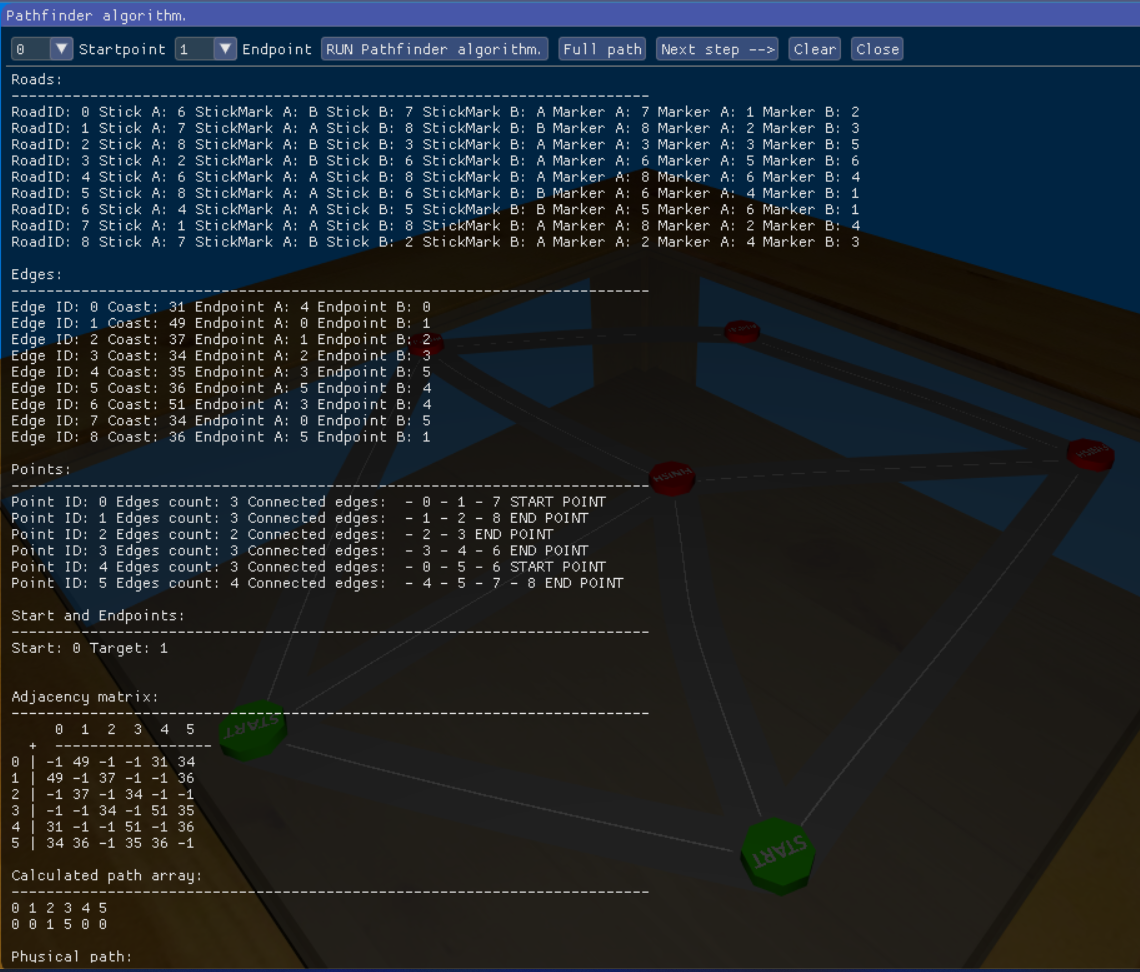 Pathfinder algorithm.
0 Startpoint 1 Endpoint RUN Pathfinder algorithm. Full path Next step --> Clear Close
Roads:
----------------------------------------------------------------------
RoadID: 0 Stick A: 6 StickMark A: B Stick B: 7 StickMark B: A Marker A: 7 Marker A: 1 Marker B: 2
RoadID: 1 Stick A: 7 StickMark A: A Stick B: 8 StickMark B: B Marker A: 8 Marker A: 2 Marker B: 3
RoadID: 2 Stick A: 8 StickMark A: B Stick B: 3 StickMark B: A Marker A: 3 Marker A: 3 Marker B: 5
RoadID: 3 Stick A: 2 StickMark A: B Stick B: 6 StickMark B: A Marker A: 6 Marker A: 5 Marker B: 6
RoadID: 4 Stick A: 6 StickMark A: A Stick B: 8 StickMark B: A Marker A: 8 Marker A: 6 Marker B: 4
RoadID: 5 Stick A: 8 StickMark A: A Stick B: 6 StickMark B: B Marker A: 6 Marker A: 4 Marker B: 1
RoadID: 6 Stick A: 4 StickMark A: A Stick B: 5 StickMark B: B Marker A: 5 Marker A: 6 Marker B: 1
RoadID: 7 Stick A: 1 StickMark A: A Stick B: 8 StickMark B: A Marker A: 8 Marker A: 2 Marker B: 4
RoadID: 8 Stick A: 7 StickMark A: B Stick B: 2 StickMark B: A Marker A: 2 Marker A: 4 Marker B: 3
Edges:
----------------------------------------------------------------------
Edge ID: 0 Coast: 31 Endpoint A: 4 Endpoint B: 0
Edge ID: 1 Coast: 49 Endpoint A: 0 Endpoint B: 1
Edge ID: 2 Coast: 37 Endpoint A: 1 Endpoint B: 2
Edge ID: 3 Coast: 34 Endpoint A: 2 Endpoint B: 3
Edge ID: 4 Coast: 35 Endpoint A: 3 Endpoint B: 5
Edge ID: 5 Coast: 36 Endpoint A: 5 Endpoint B: 4
Edge ID: 6 Coast: 51 Endpoint A: 3 Endpoint B: 4
Edge ID: 7 Coast: 34 Endpoint A: 0 Endpoint B: 5
Edge ID: 8 Coast: 36 Endpoint A: 5 Endpoint B: 1
Points:
----------------------------------------------------------------------
FINISH
Point ID: 0 Edges count: 3 Connected edges:  - 0 - 1 - 7 START POINT
Point ID: 1 Edges count: 3 Connected edges:  - 1 - 2 - 8 END POINT
Point ID: 2 Edges count: 2 Connected edges:  - 2 - 3 END POINT
Point ID: 3 Edges count: 3 Connected edges:  - 3 - 4 - 6 END POINT
Point ID: 4 Edges count: 3 Connected edges:  - 0 - 5 - 6 START POINT
Point ID: 5 Edges count: 4 Connected edges:  - 4 - 5 - 7 - 8 END POINT
Start and Endpoints:
----------------------------------------------------------------------
Start: 0 Target: 1
Adjacency matrix:
----------------------------------------------------------------------
0 1 2 3 4 5
START
+ -----------------
0 | -1 49 -1 -1 31 34
1 | 49 -1 37 -1 -1 36
2 | -1 37 -1 34 -1 -1
3 | -1 -1 34 -1 51 35
4 | 31 -1 -1 51 -1 36
5 | 34 36 -1 35 36 -1
START
Calculated path array:
----------------------------------------------------------------------
0 1 2 3 4 5
0 0 1 5 0 0
Physical path: